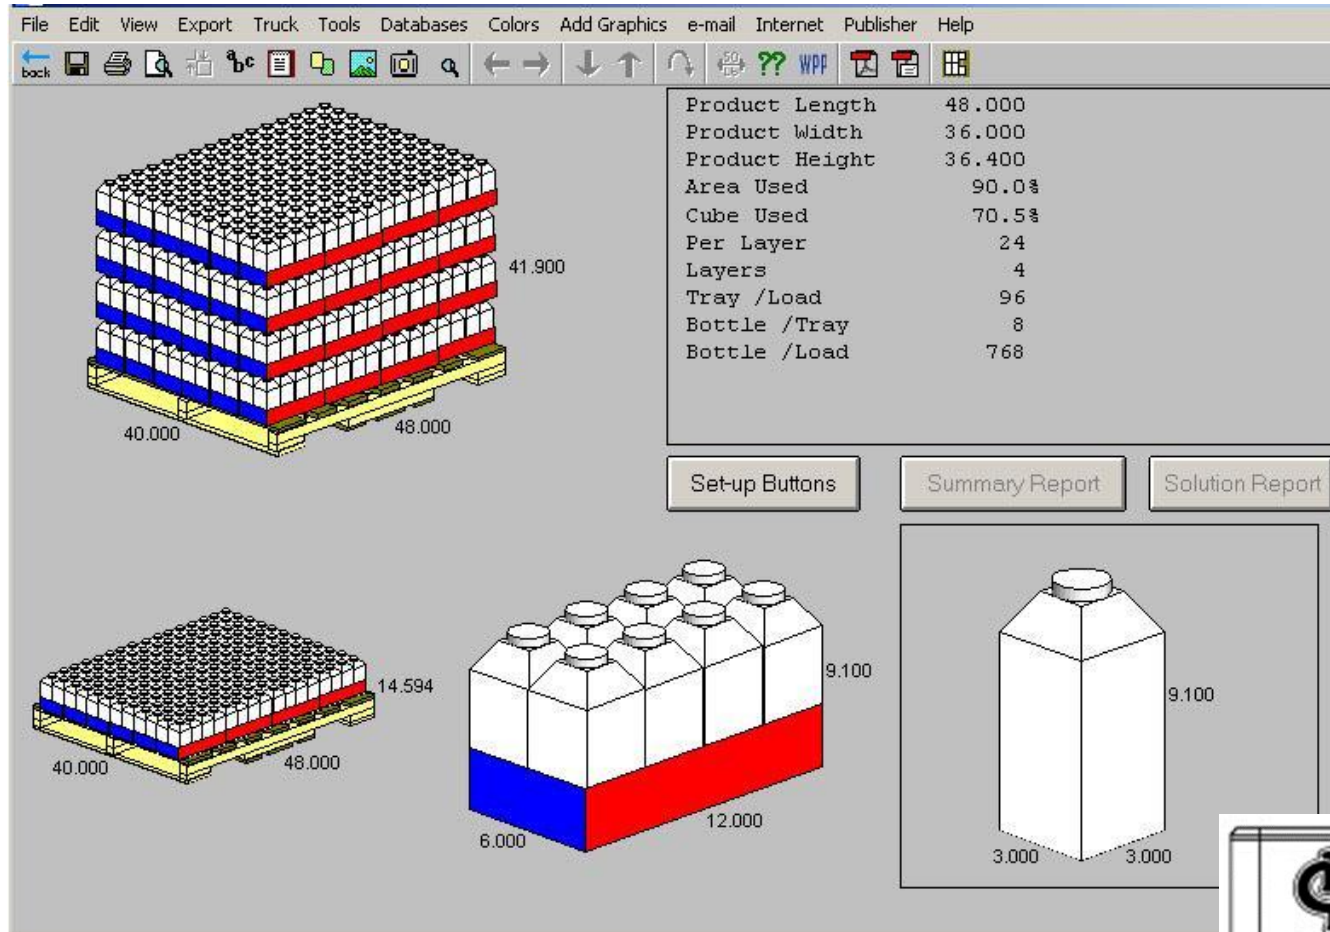 File Edit View Export Truck Tools Databases Colors Add Graphics e-mail Internet Publisher Help
back abc ?? WPP
Product Length 48.000
Product Width 36.000
Product Height 36.400
Area Used 90.0%
Cube Used 70.5%
Per Layer 24
Layers 4
Tray /Load 96
Bottle /Tray 8
Bottle /Load 768
41.900
40.000
48.000
Set-up Buttons Summary Report Solution Report
14.594
40.000
48.000
9.100
6.000
12.000
9.100
3.000
3.000